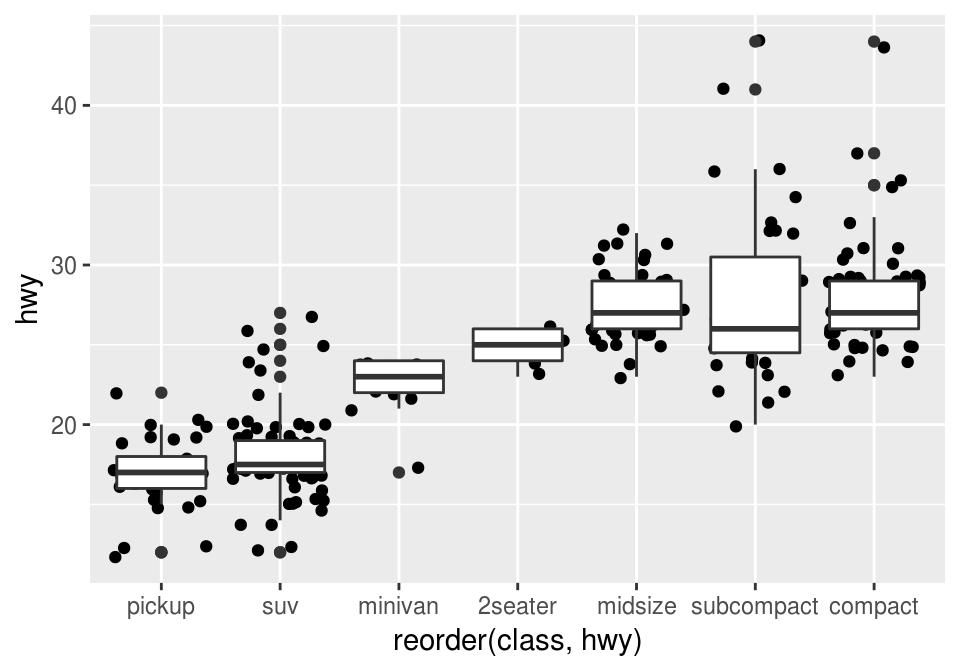 40
30
20
hwy
pickup suv minivan 2seater midsize subcompact compact
reorder(class, hwy)